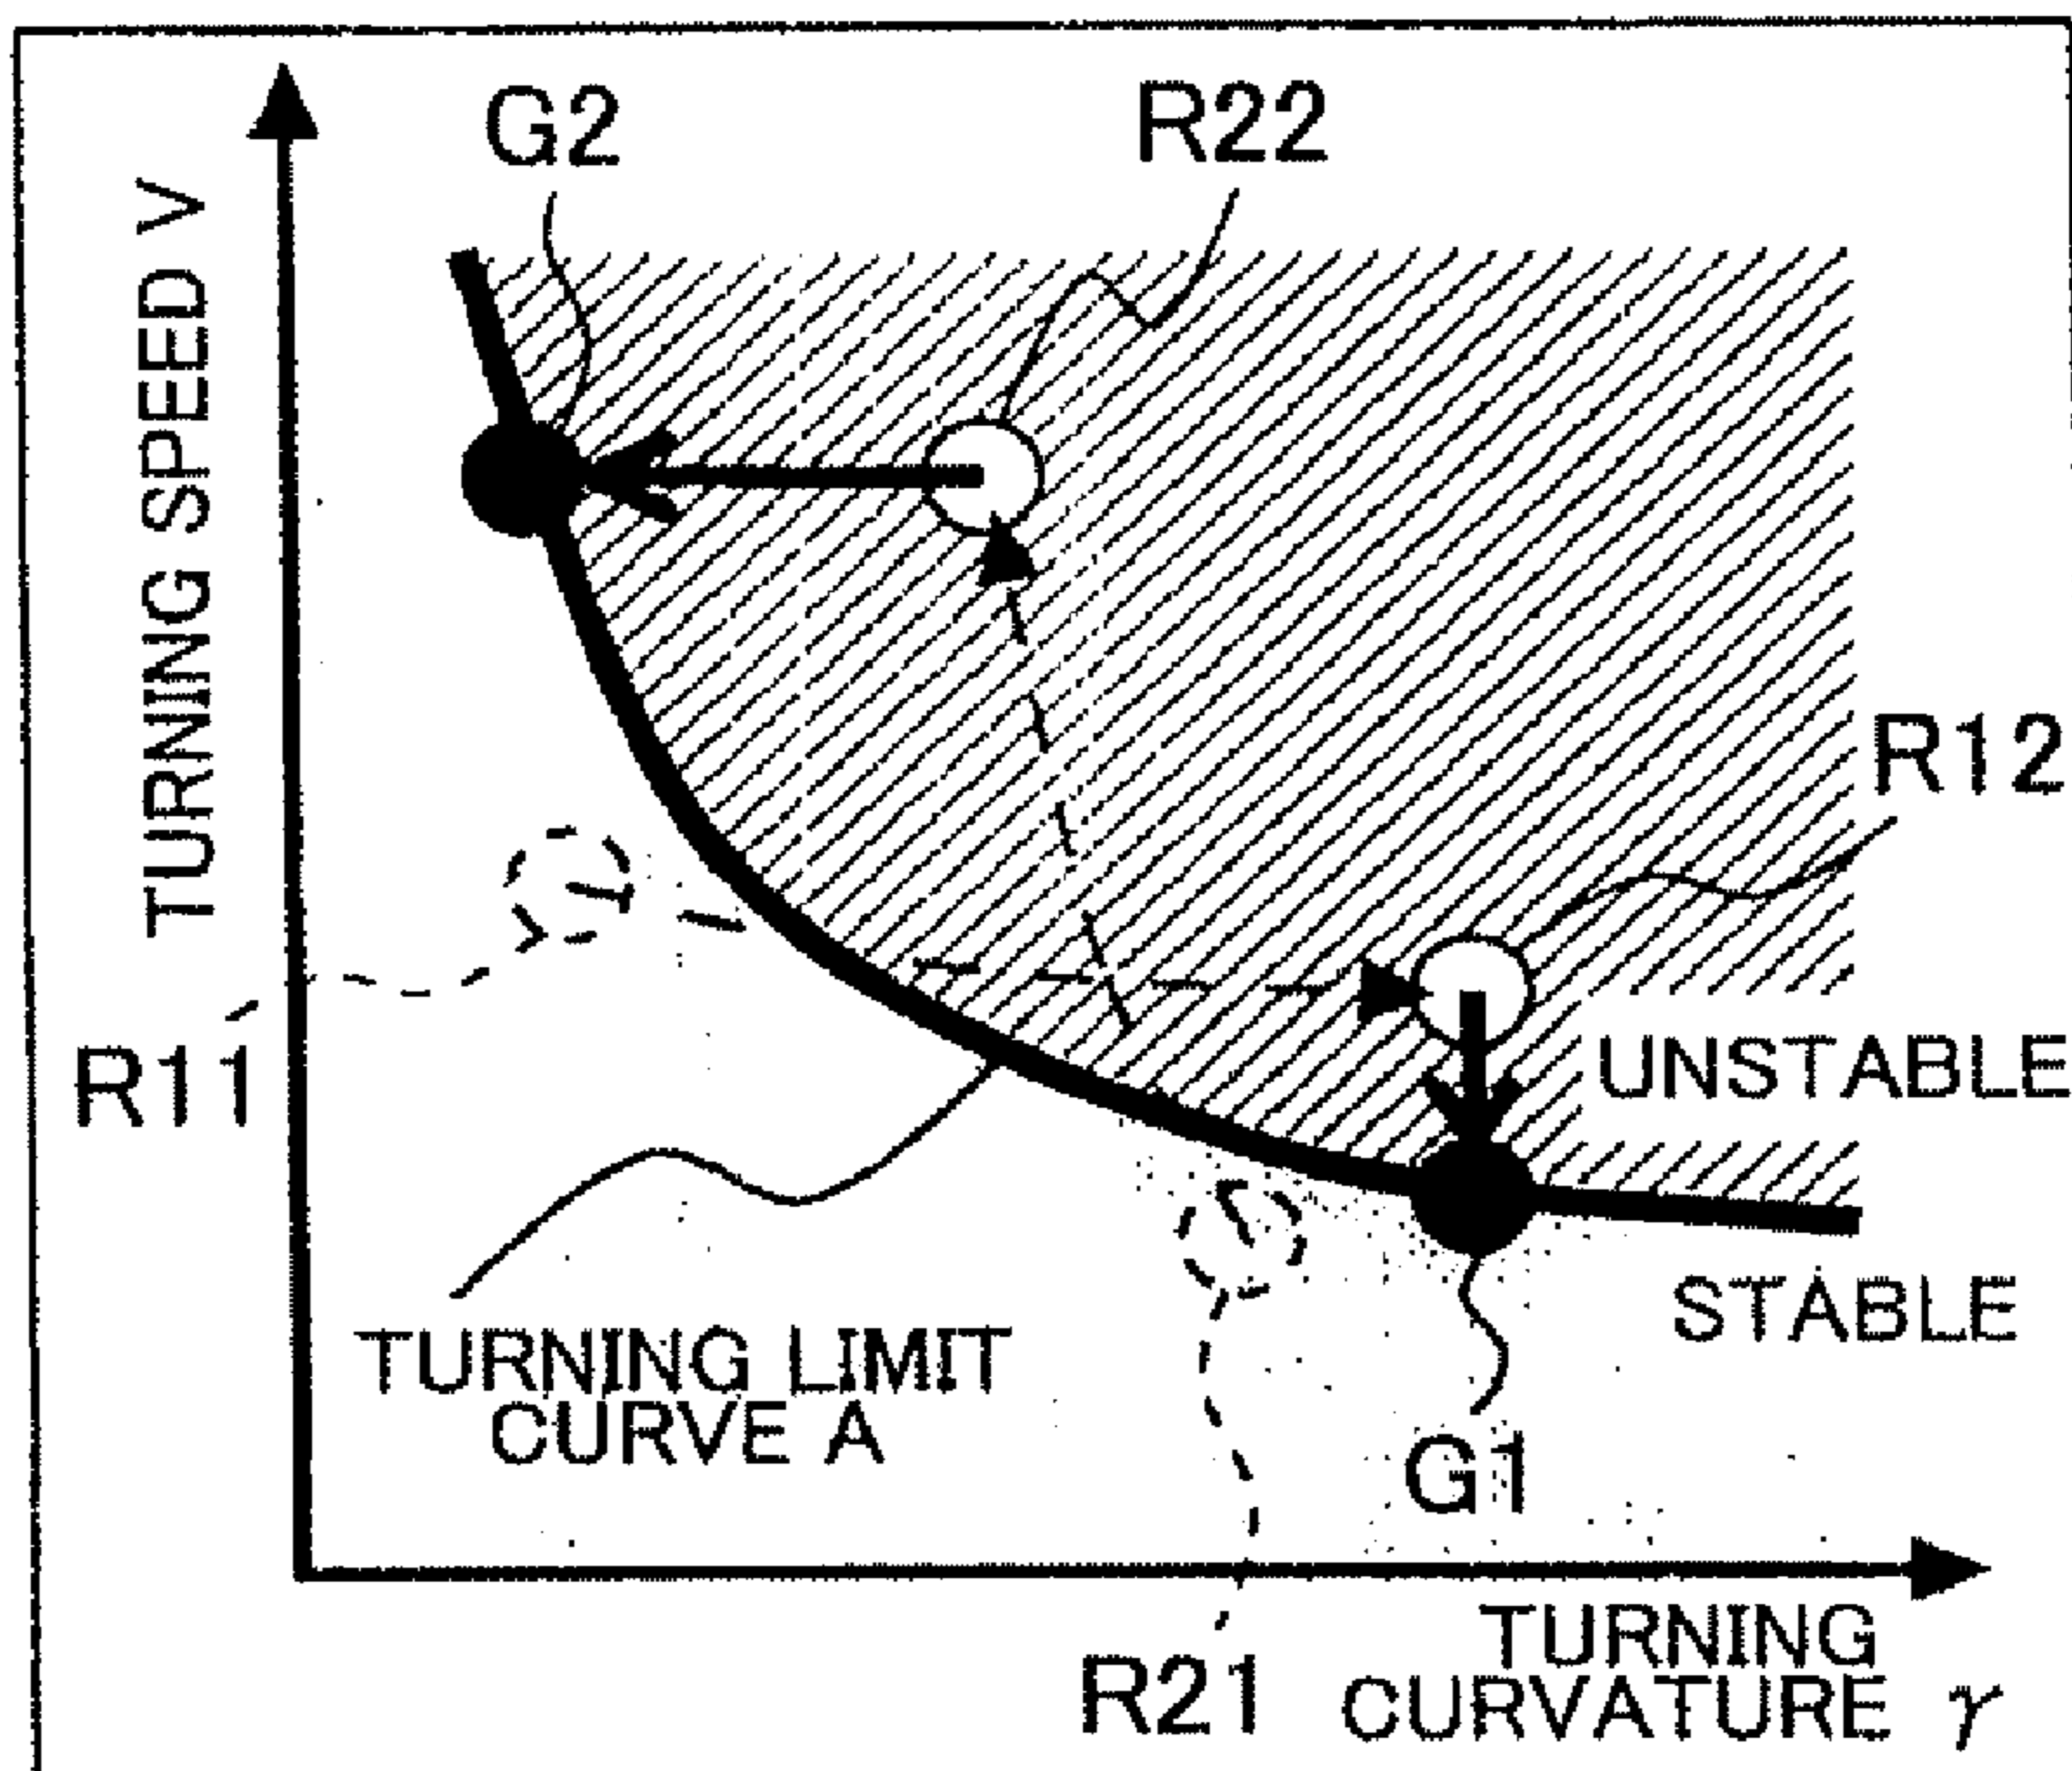 G2
R22
TURNING SPEED V
R12
R11
UNSTABLE
STABLE
TURNING LIMIT
CURVE A
G1
R21
TURNING
CURVATURE γ